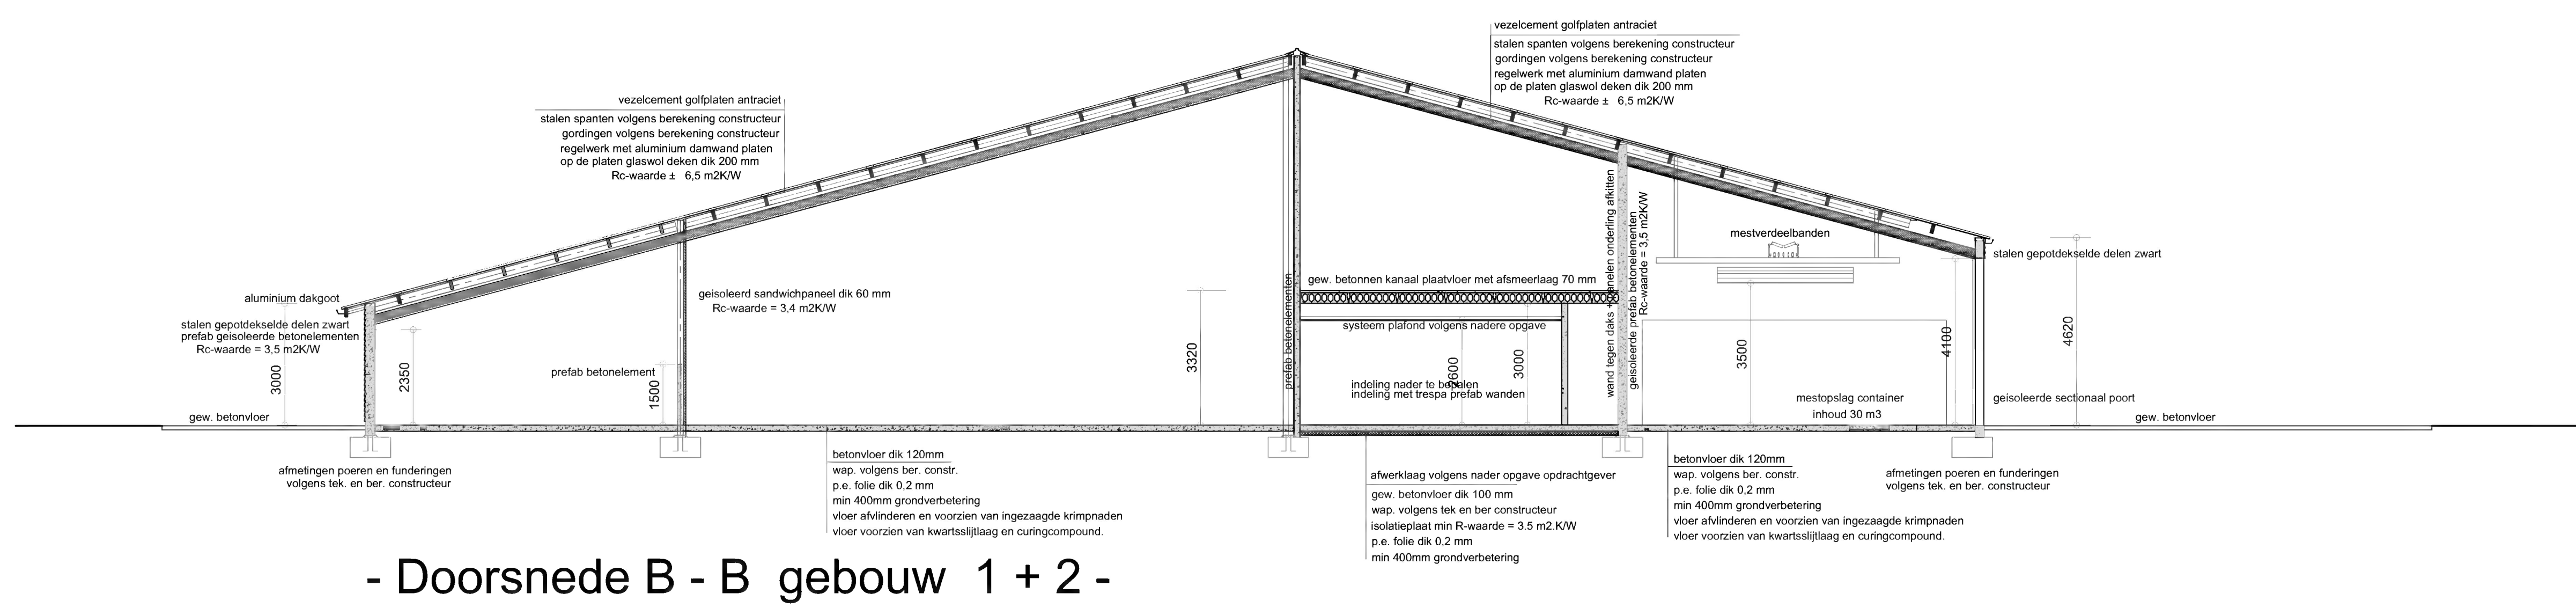 vezelcement golfplaten antraciet
stalen spanten volgens berekening constructeur
gordingen volgens berekening constructeur
regelwerk met aluminium damwand platen
op de platen glaswol deken dik 200 mm
Rc-waarde ± 6,5 m2K/W
vezelcement golfplaten antraciet
stalen spanten volgens berekening constructeur
gordingen volgens berekening constructeur
regelwerk met aluminium damwand platen
op de platen glaswol deken dik 200 mm
Rc-waarde ± 6,5 m2K/W
aluminium dakgoot
stalen gepotdekselde delen zwart
prefab geisoleerde betonelementen
Rc-waarde = 3,5 m2K/W
3000
2350
gew. betonvloer
prefab betonelement
1500
geisoleerd sandwichpaneel dik 60 mm
Rc-waarde = 3,4 m2K/W
3320
prefab betonelementen
gew. betonnen kanaal plaatvloer met afsmeerlaag 70 mm
systeem plafond volgens nadere opgave
2600
3000
indeling nader te bepalen
indeling met trespa prefab wanden
wand tegen daks + panelen onderling afkitten
geisoleerde prefab betonelementen
Rc-waarde = 3,5 m2K/W
mestverdeelbanden
3500
mestopslag container
inhoud 30 m3
4100
4620
stalen gepotdekselde delen zwart
geisoleerde sectionaal poort
gew. betonvloer
afmetingen poeren en funderingen
volgens tek. en ber. constructeur
betonvloer dik 120mm
wap. volgens ber. constr.
p.e. folie dik 0,2 mm
min 400mm grondverbetering
vloer afvlinderen en voorzien van ingezaagde krimpnaden
vloer voorzien van kwartsslijtlaag en curingcompound.
afwerklaag volgens nader opgave opdrachtgever
gew. betonvloer dik 100 mm
wap. volgens tek en ber constructeur
isolatieplaat min R-waarde = 3.5 m2.K/W
p.e. folie dik 0,2 mm
min 400mm grondverbetering
betonvloer dik 120mm
wap. volgens ber. constr.
p.e. folie dik 0,2 mm
min 400mm grondverbetering
vloer afvlinderen en voorzien van ingezaagde krimpnaden
vloer voorzien van kwartsslijtlaag en curingcompound.
afmetingen poeren en funderingen
volgens tek. en ber. constructeur
- Doorsnede B - B gebouw 1 + 2 -